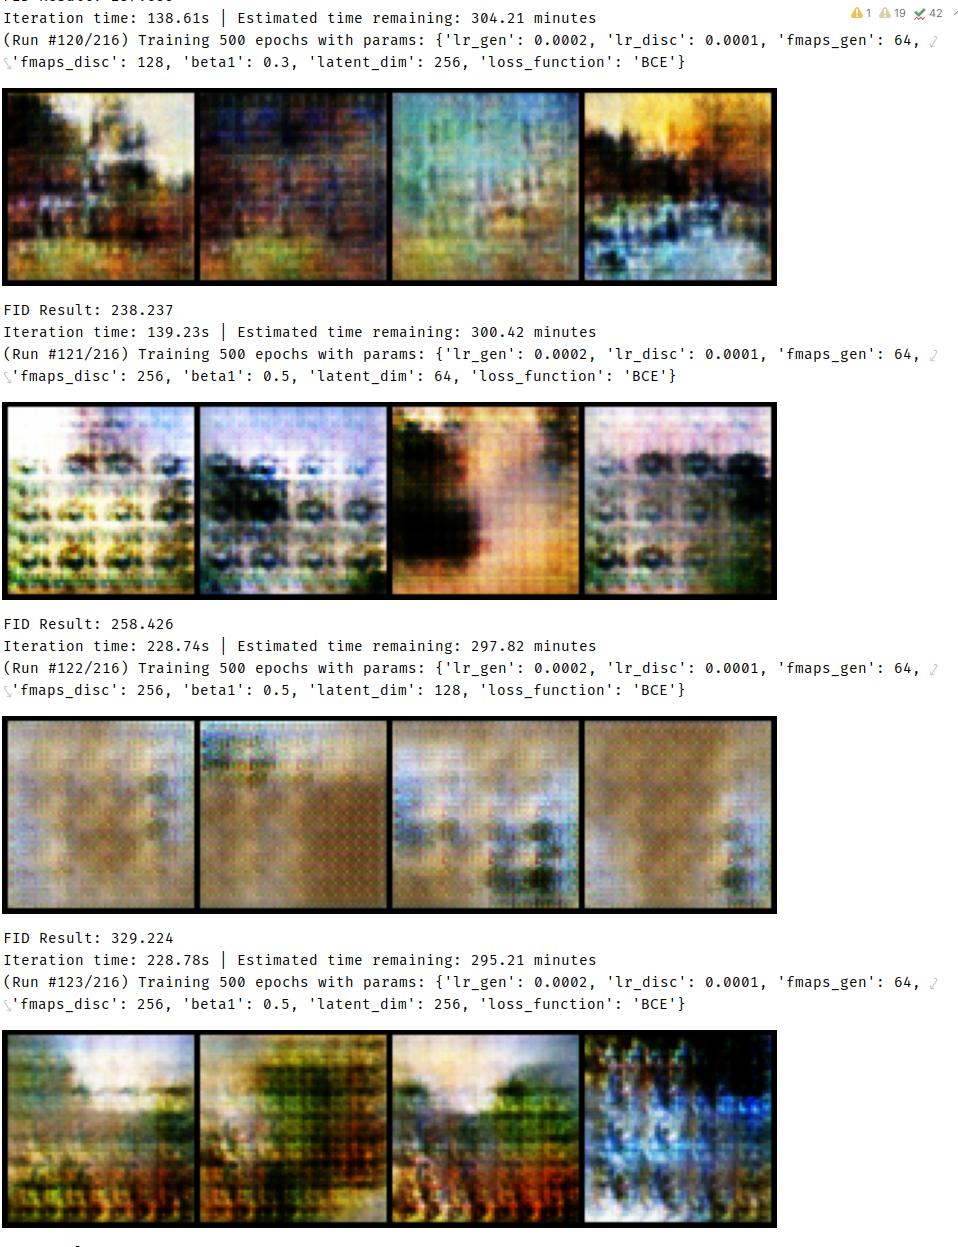 Iteration time: 138.61s | Estimated time remaining: 304.21 minutes
1 19 42
(Run #120/216) Training 500 epochs with params: {'lr_gen': 0.0002, 'lr_disc': 0.0001, 'fmaps_gen': 64,
'fmaps_disc': 128, 'beta1': 0.3, 'latent_dim': 256, 'loss_function': 'BCE'}
FID Result: 238.237
Iteration time: 139.23s | Estimated time remaining: 300.42 minutes
(Run #121/216) Training 500 epochs with params: {'lr_gen': 0.0002, 'lr_disc': 0.0001, 'fmaps_gen': 64,
'fmaps_disc': 256, 'beta1': 0.5, 'latent_dim': 64, 'loss_function': 'BCE'}
FID Result: 258.426
Iteration time: 228.74s | Estimated time remaining: 297.82 minutes
(Run #122/216) Training 500 epochs with params: {'lr_gen': 0.0002, 'lr_disc': 0.0001, 'fmaps_gen': 64,
'fmaps_disc': 256, 'beta1': 0.5, 'latent_dim': 128, 'loss_function': 'BCE'}
FID Result: 329.224
Iteration time: 228.78s | Estimated time remaining: 295.21 minutes
(Run #123/216) Training 500 epochs with params: {'lr_gen': 0.0002, 'lr_disc': 0.0001, 'fmaps_gen': 64,
'fmaps_disc': 256, 'beta1': 0.5, 'latent_dim': 256, 'loss_function': 'BCE'}